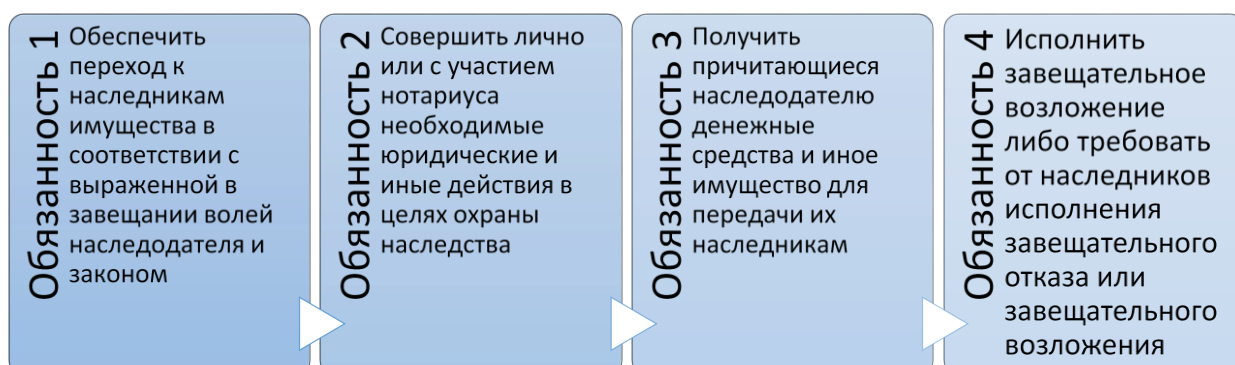 Обязанность 1
Обеспечить
переход к
наследникам
имущества в
соответствии с
выраженной в
завещании волей
наследодателя и
законом
Обязанность 2
Совершить лично
или с участием
нотариуса
необходимые
юридические и
иные действия в
целях охраны
наследства
Обязанность 3
Получить
причитающиеся
наследодателю
денежные
средства и иное
имущество для
передачи их
наследникам
Обязанность 4
Исполнить
завещательное
возложение
либо требовать
от наследников
исполнения
завещательного
отказа или
завещательного
возложения